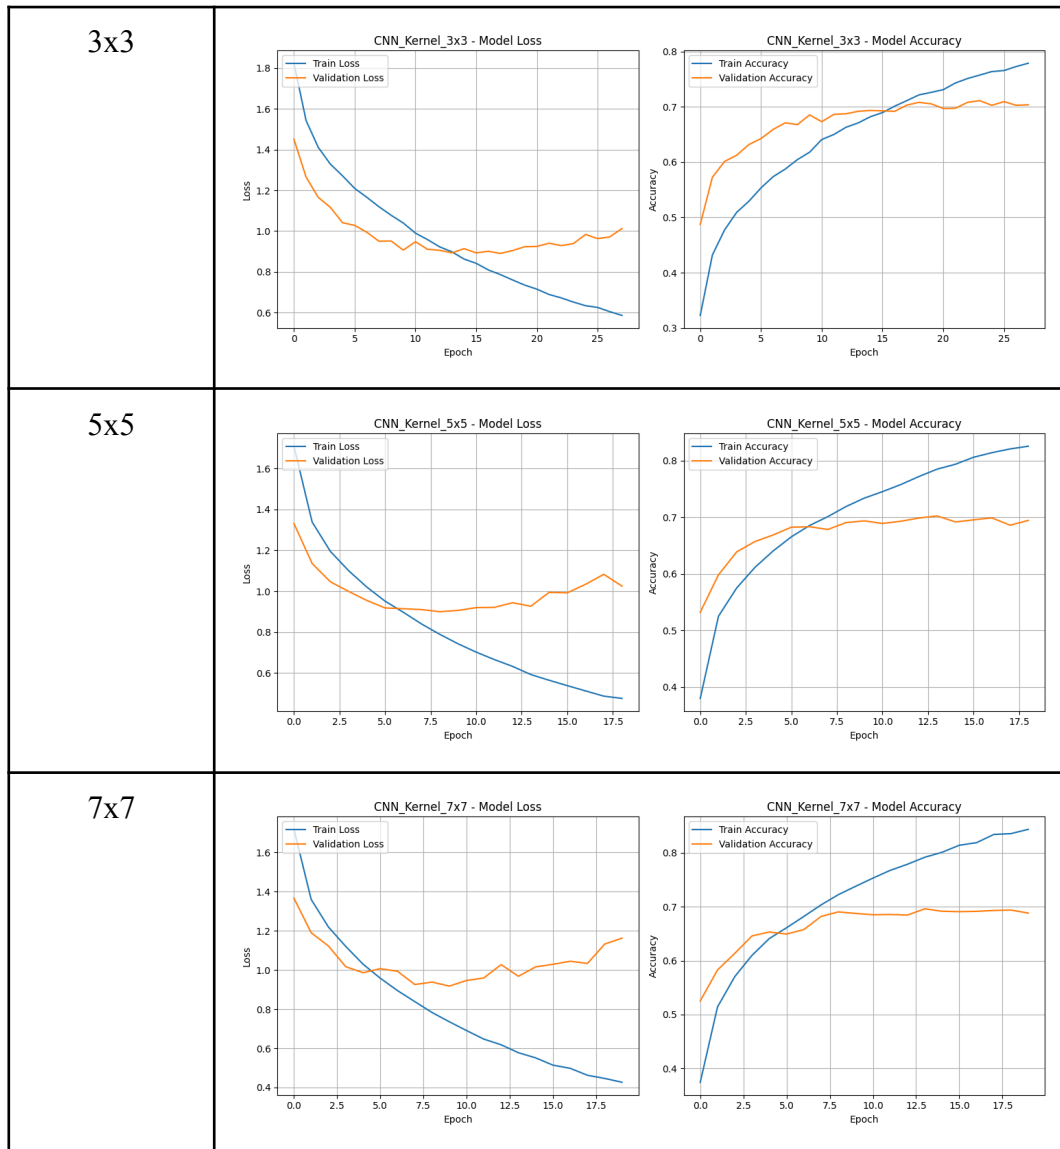 3x3
CNN_Kernel_3x3 - Model Loss
Train Loss
Validation Loss
1.8
1.6
1.4
1.2
1.0
0.8
0.6
Loss
0 5 10 15 20 25
Epoch
CNN_Kernel_3x3 - Model Accuracy
Train Accuracy
Validation Accuracy
0.8
0.7
0.6
0.5
0.4
0.3
Accuracy
0 5 10 15 20 25
Epoch
5x5
CNN_Kernel_5x5 - Model Loss
Train Loss
Validation Loss
1.6
1.4
1.2
1.0
0.8
0.6
Loss
0.0 2.5 5.0 7.5 10.0 12.5 15.0 17.5
Epoch
CNN_Kernel_5x5 - Model Accuracy
Train Accuracy
Validation Accuracy
0.8
0.7
0.6
0.5
0.4
Accuracy
0.0 2.5 5.0 7.5 10.0 12.5 15.0 17.5
Epoch
7x7
CNN_Kernel_7x7 - Model Loss
Train Loss
Validation Loss
1.6
1.4
1.2
1.0
0.8
0.6
0.4
Loss
0.0 2.5 5.0 7.5 10.0 12.5 15.0 17.5
Epoch
CNN_Kernel_7x7 - Model Accuracy
Train Accuracy
Validation Accuracy
0.8
0.7
0.6
0.5
0.4
Accuracy
0.0 2.5 5.0 7.5 10.0 12.5 15.0 17.5
Epoch